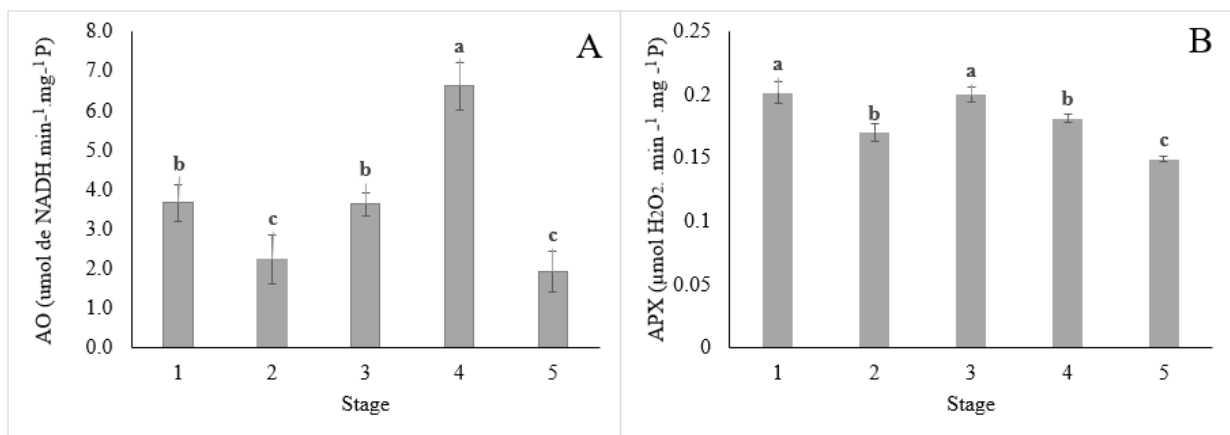 A
AO (umol de NADH.min-¹.mg-¹ P)
8.0
7.0
6.0
5.0
4.0
3.0
2.0
1.0
0.0
b
c
b
a
c
1 2 3 4 5
Stage
B
APX (µmol H₂O₂. .min -¹ .mg -¹ P)
0.25
0.2
0.15
0.1
0.05
0
a
b
a
b
c
1 2 3 4 5
Stage